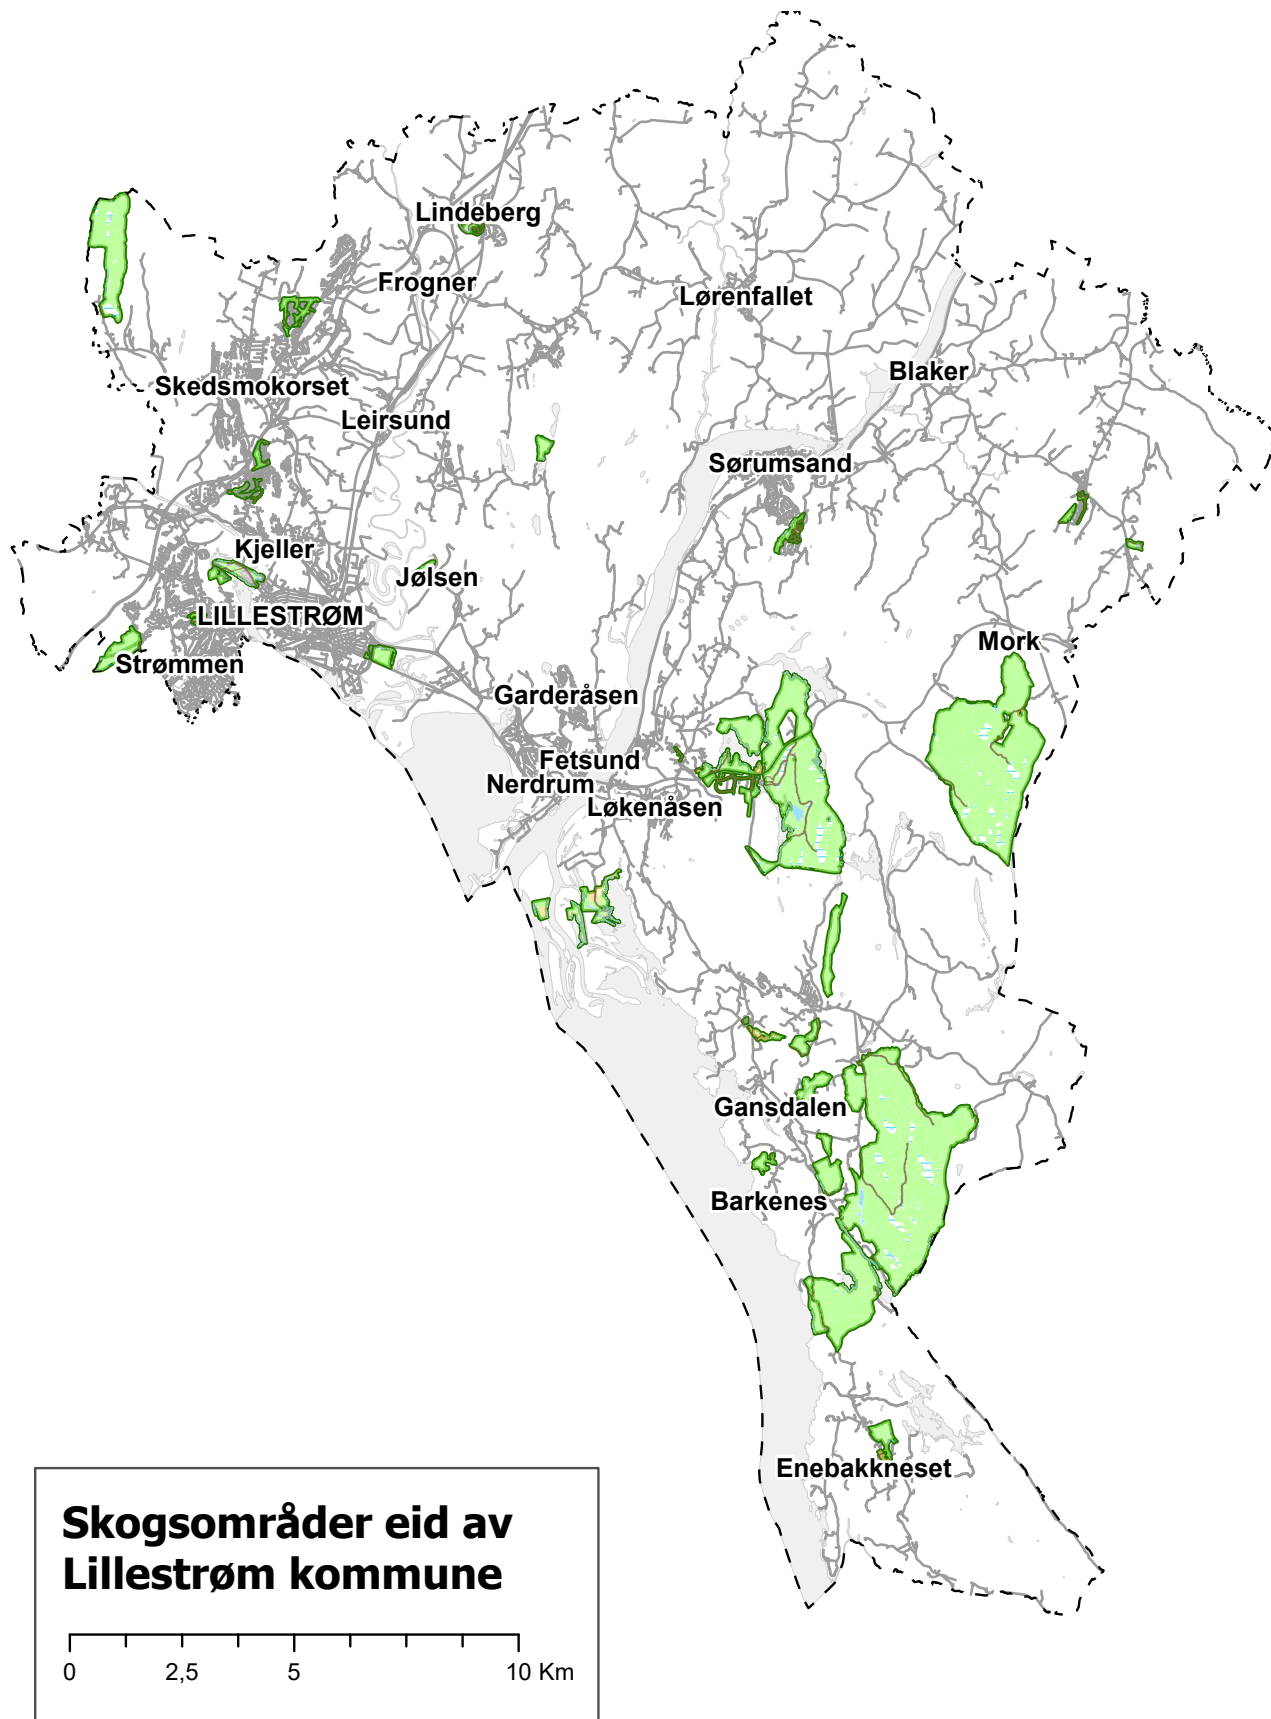 Lindeberg
Frogner
Lørenfallet
Blaker
Skedsmokorset
Leirsund
Sørumsand
Kjeller
Jølsen
LILLESTRØM
Mork
Strømmen
Garderåsen
Fetsund
Nerdrum
Løkenåsen
Gansdalen
Barkenes
Enebakkneset
Skogsområder eid av
Lillestrøm kommune
0 2,5 5 10 Km